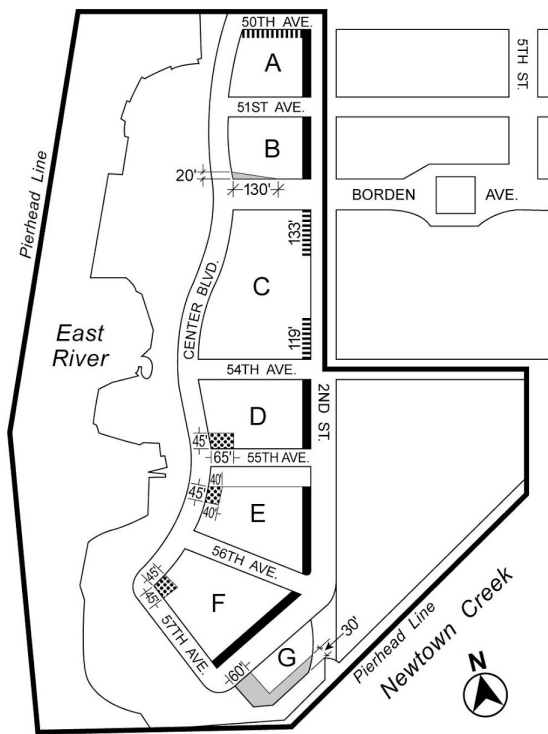 50TH AVE.
A
5TH ST.
51ST AVE.
B
20'
130'
BORDEN AVE.
Pierhead Line
133'
CENTER BLVD.
C
East
River
119'
54TH AVE.
2ND ST.
D
45'
65'
55TH AVE.
40'
45'
40'
E
56TH AVE.
45'
45'
F
57TH AVE.
60'
G
30'
Pierhead Line
Newtown Creek
N